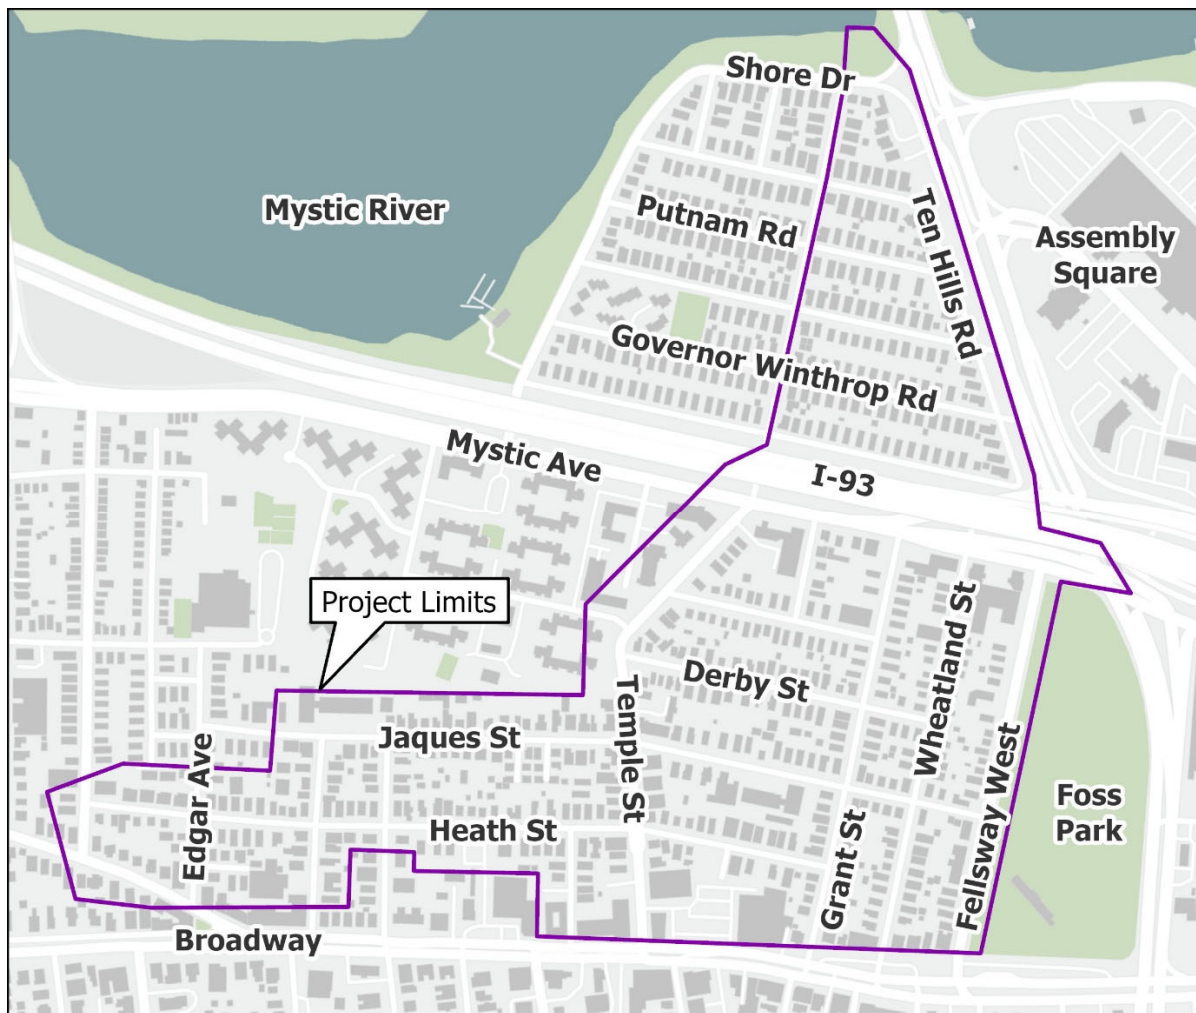 Shore Dr
Mystic River
Putnam Rd
Ten Hills Rd
Assembly
Square
Governor Winthrop Rd
Mystic Ave
I-93
Project Limits
Wheatland St
Derby St
Temple St
Jaques St
Edgar Ave
Fellsway West
Foss
Park
Heath St
Grant St
Broadway